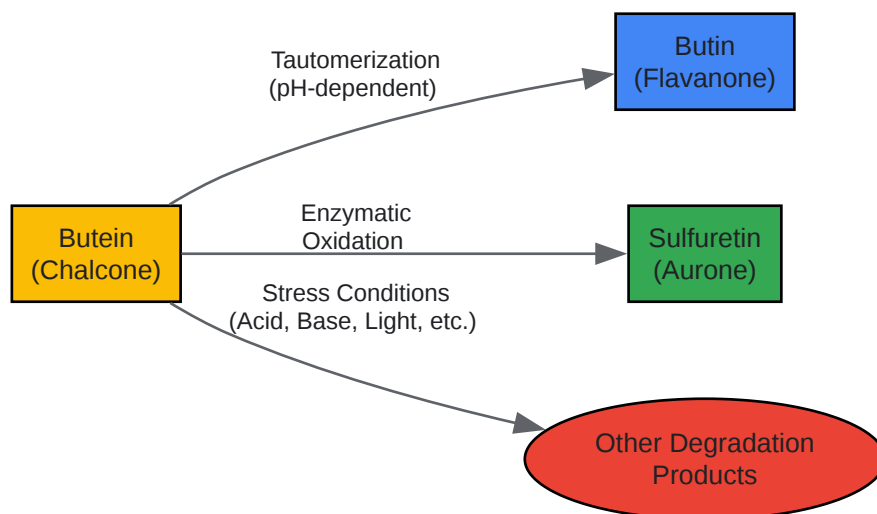 Tautomerization
(pH-dependent)
Butin
(Flavanone)
Butein
(Chalcone)
Enzymatic
Oxidation
Sulfuretin
(Aurone)
Stress Conditions
(Acid, Base, Light, etc.)
Other Degradation
Products